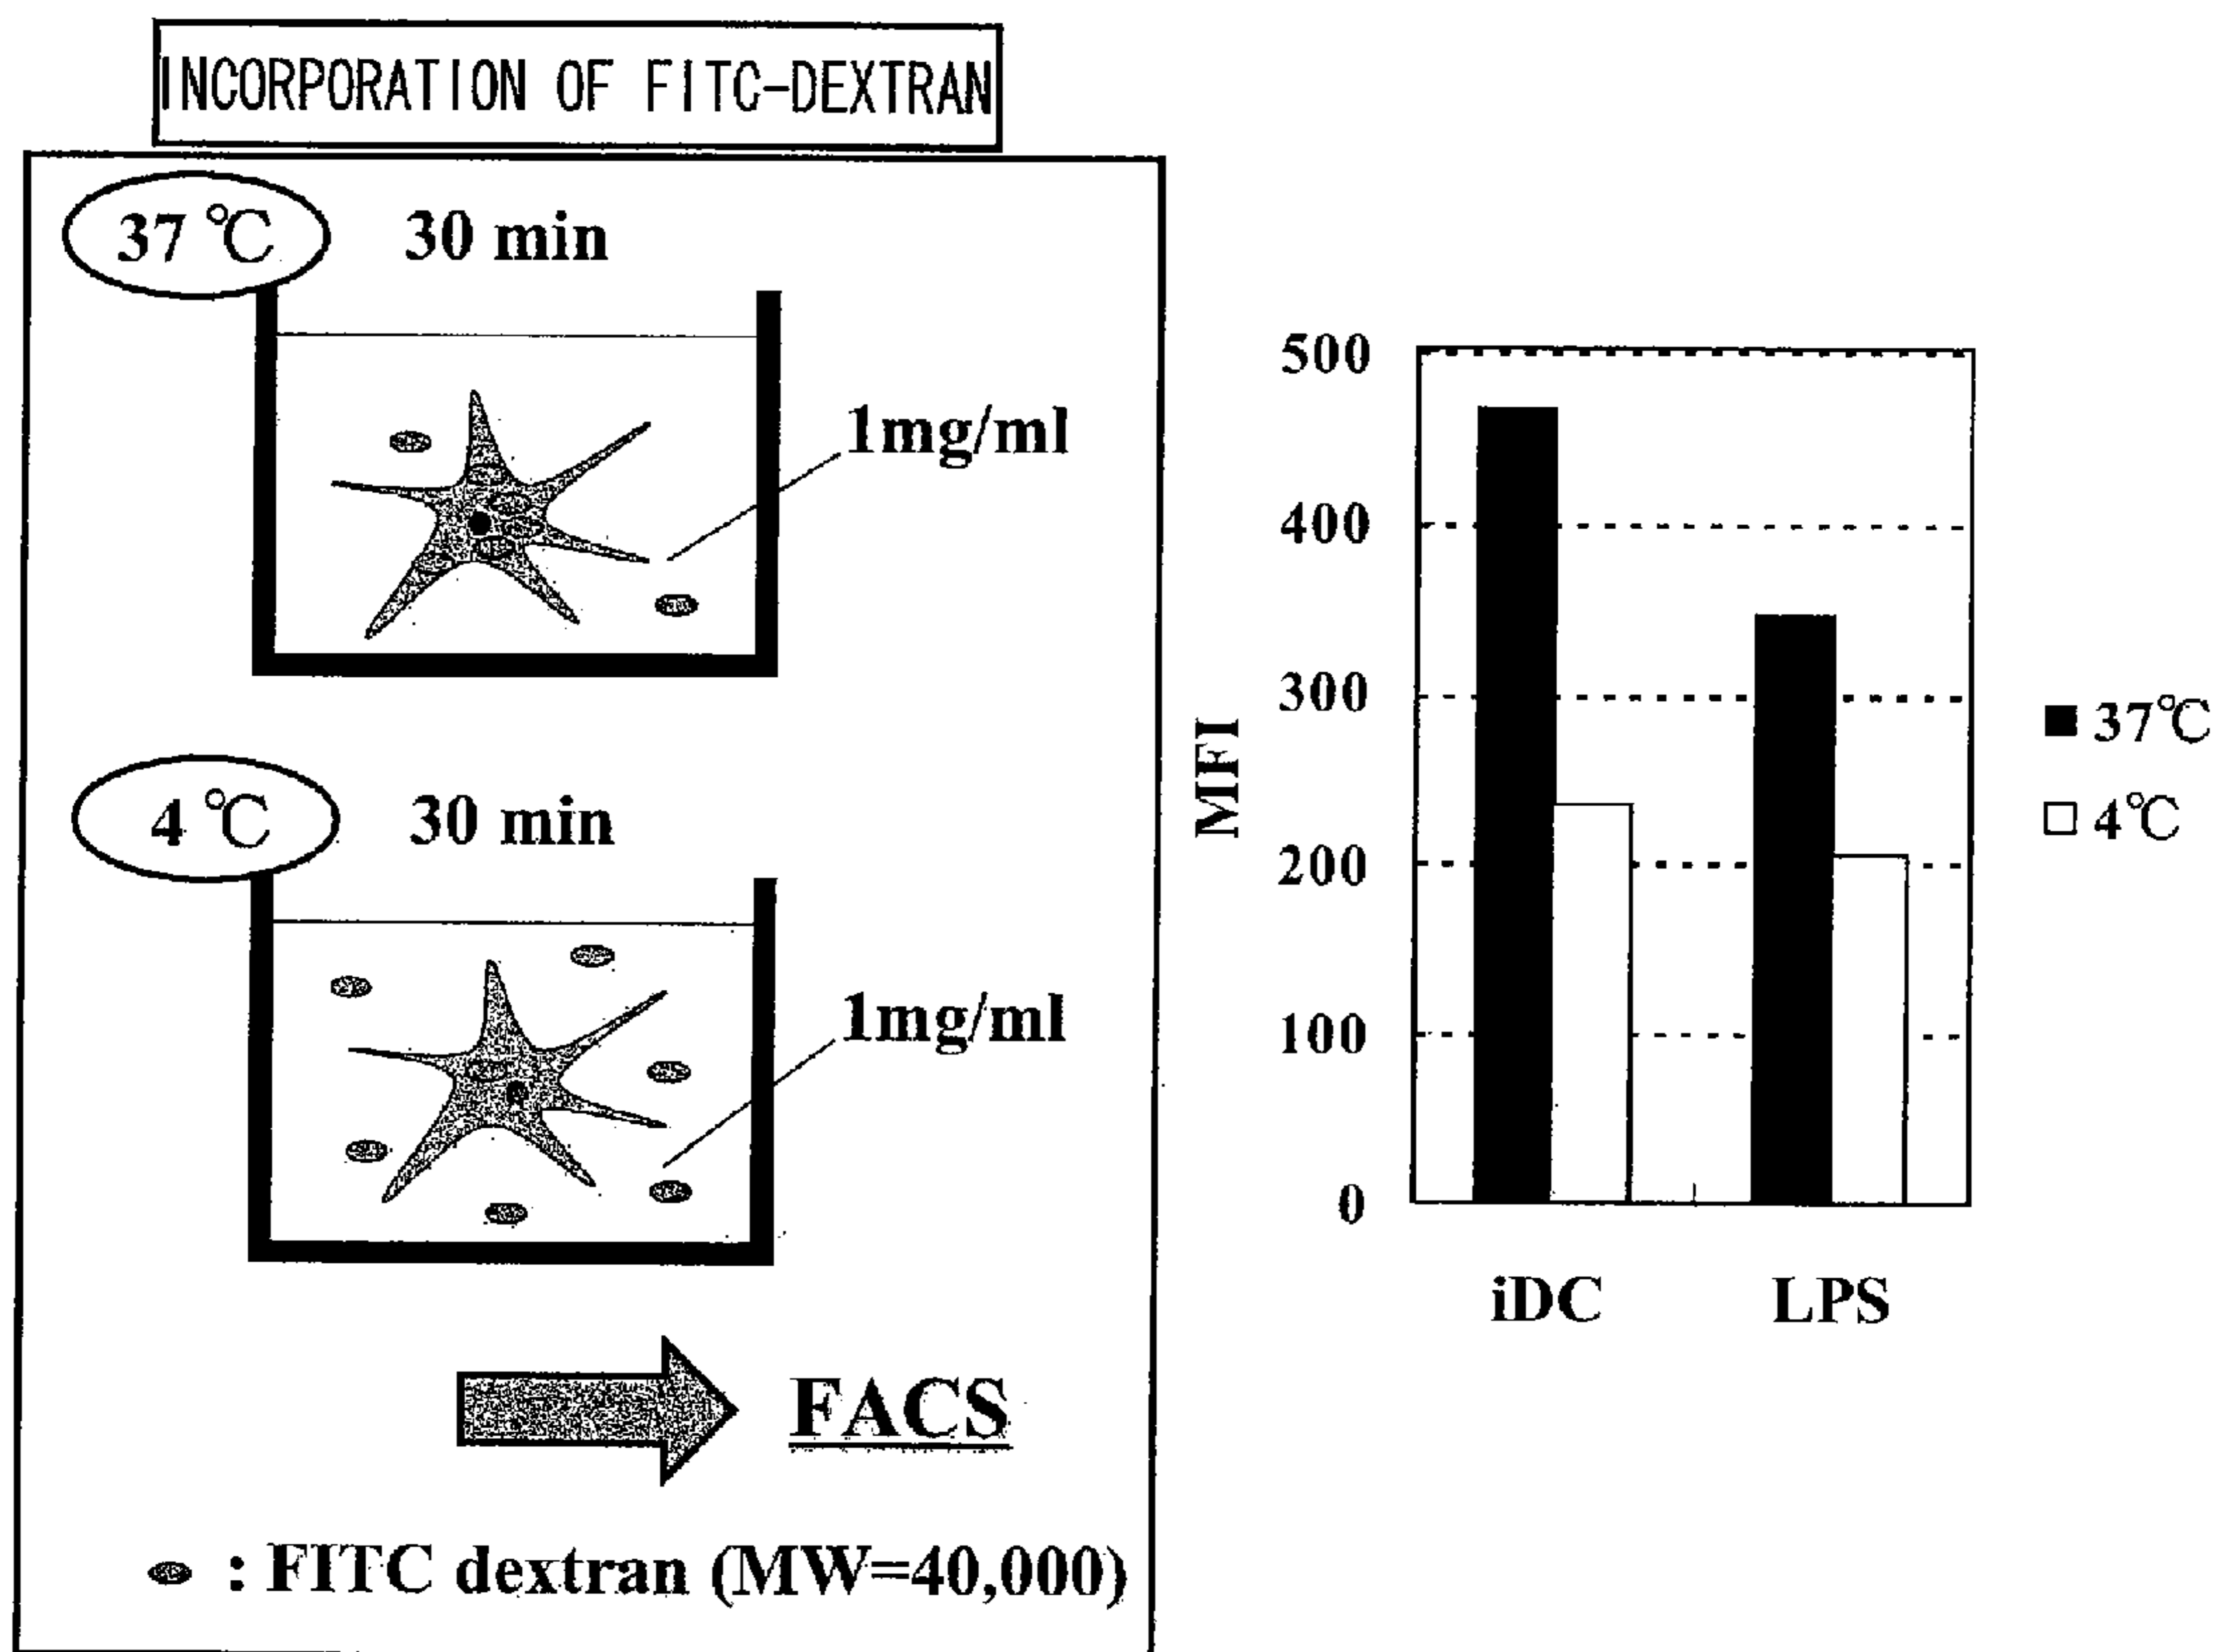 INCORPORATION OF FITC-DEXTRAN
37 ℃ 30 min
1mg/ml
4 ℃ 30 min
1mg/ml
FACS
: FITC dextran (MW=40,000)
MFI
500
400
300
200
100
0
iDC LPS
37℃
4℃